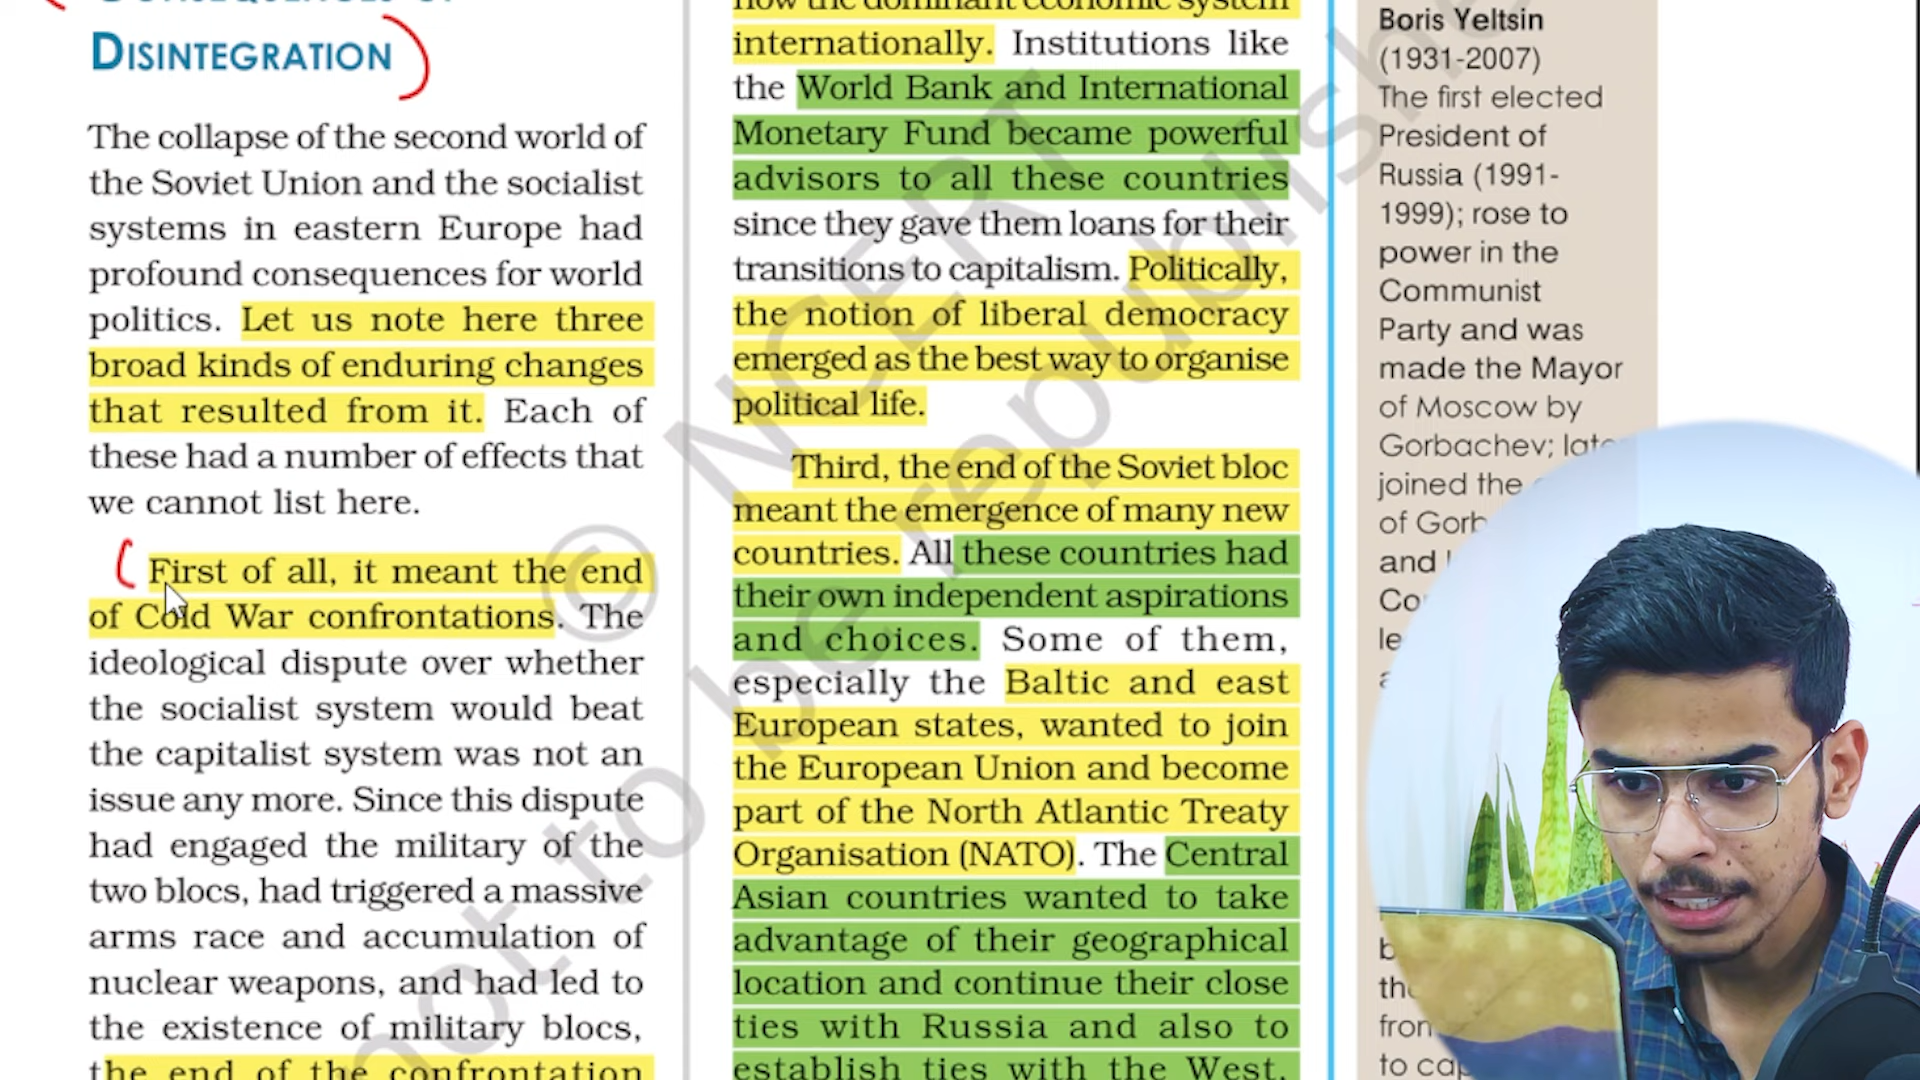 DISINTEGRATION
The collapse of the second world of
the Soviet Union and the socialist
systems in eastern Europe had
profound consequences for world
politics. Let us note here three
broad kinds of enduring changes
that resulted from it. Each of
these had a number of effects that
we cannot list here.
First of all, it meant the end
of Cold War confrontations. The
ideological dispute over whether
the socialist system would beat
the capitalist system was not an
issue any more. Since this dispute
had engaged the military of the
two blocs, had triggered a massive
arms race and accumulation of
nuclear weapons, and had led to
the existence of military blocs,
the end of the confrontation
now the dominant economic system
internationally. Institutions like
the World Bank and International
Monetary Fund became powerful
advisors to all these countries
since they gave them loans for their
transitions to capitalism. Politically,
the notion of liberal democracy
emerged as the best way to organise
political life.
Third, the end of the Soviet bloc
meant the emergence of many new
countries. All these countries had
their own independent aspirations
and choices. Some of them,
especially the Baltic and east
European states, wanted to join
the European Union and become
part of the North Atlantic Treaty
Organisation (NATO). The Central
Asian countries wanted to take
advantage of their geographical
location and continue their close
ties with Russia and also to
establish ties with the West,
Boris Yeltsin
(1931-2007)
The first elected
President of
Russia (1991-
1999); rose to
power in the
Communist
Party and was
made the Mayor
of Moscow by
Gorbachev;
joined the
of
and
© NCERT
not to be republished